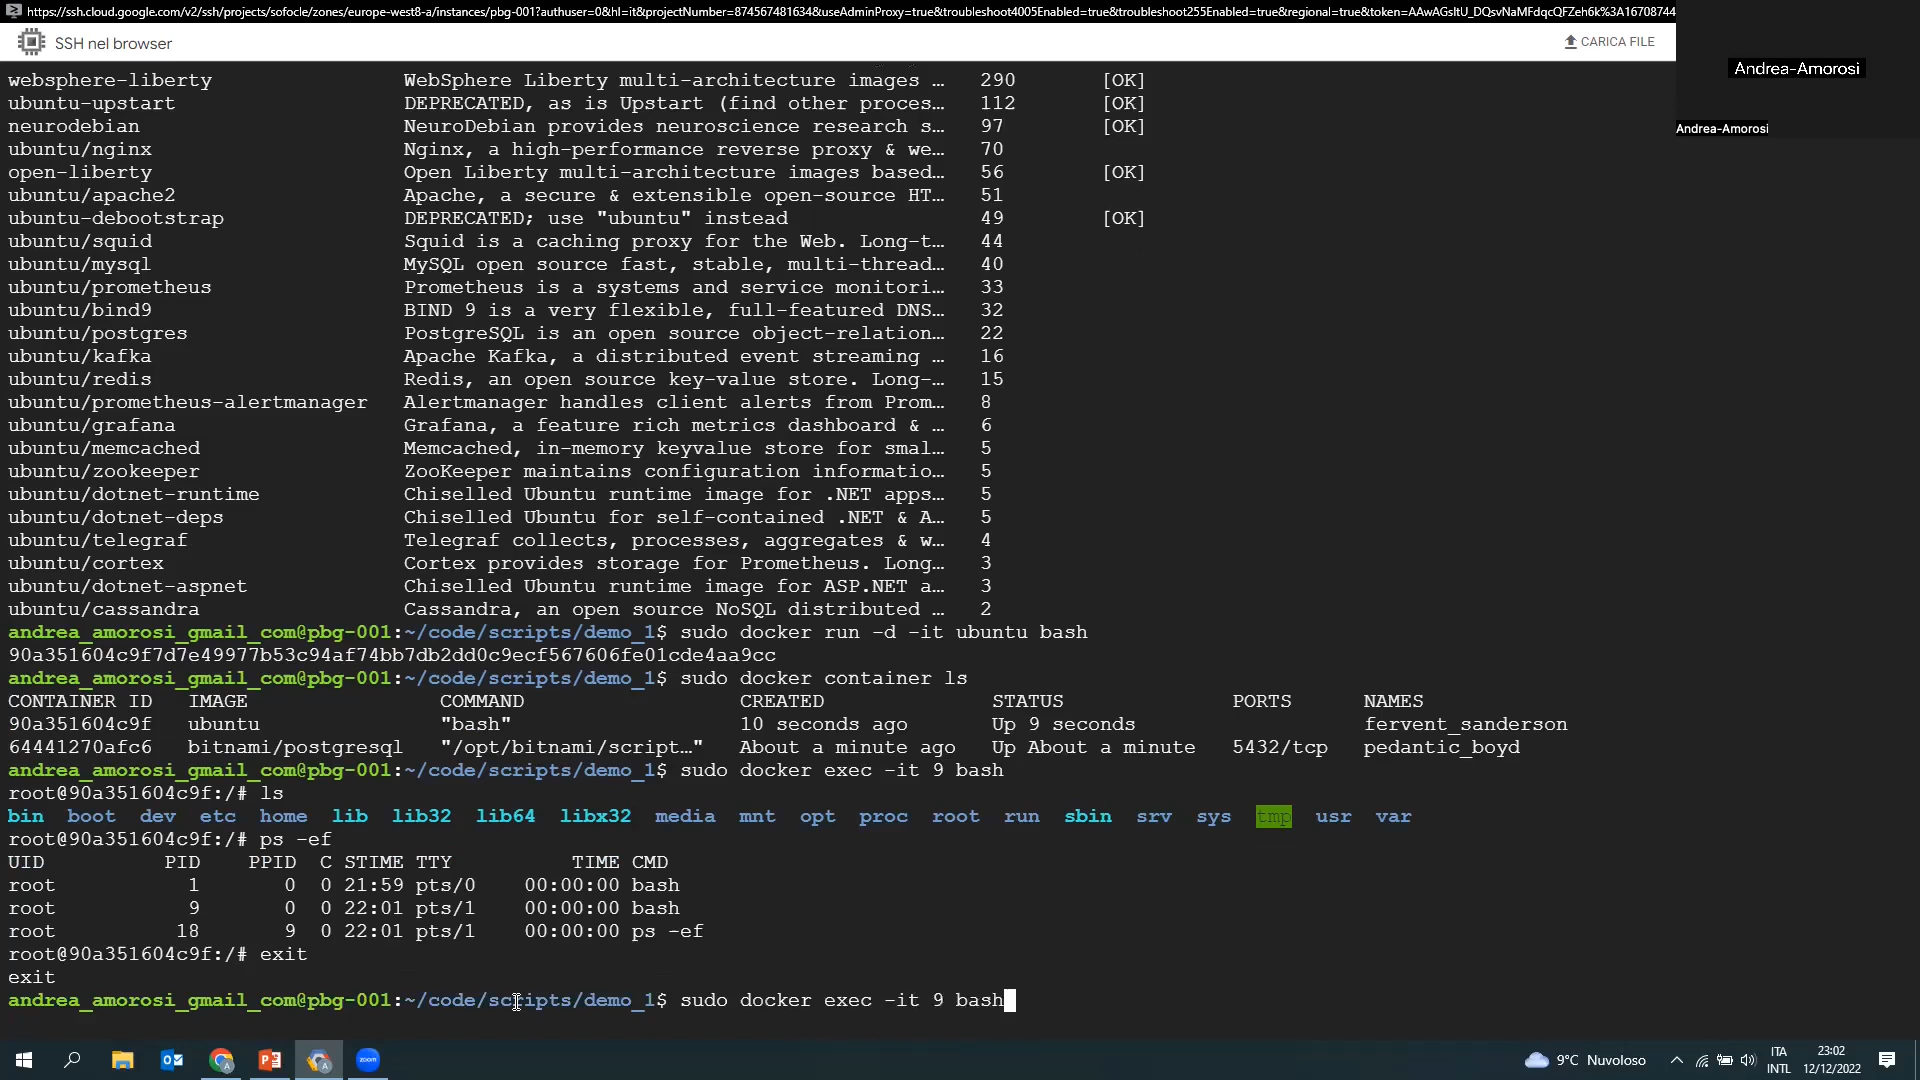 https://ssh.cloud.google.com/v2/ssh/projects/sofocle/zones/europe-west8-a/instances/pbg-001?authuser=0&hl=it&projectNumber=874567481634&useAdminProxy=true&troubleshoot4005Enabled=true&troubleshoot255Enabled=true&regional=true&token=AAwAGsItU_DQsvNaMFdqcQFZeh6k%3A16708744
SSH nel browser
CARICA FILE
Andrea-Amorosi
Andrea-Amorosi
websphere-liberty WebSphere Liberty multi-architecture images … 290 [OK]
ubuntu-upstart DEPRECATED, as is Upstart (find other proces… 112 [OK]
neurodebian NeuroDebian provides neuroscience research s… 97 [OK]
ubuntu/nginx Nginx, a high-performance reverse proxy & we… 70
open-liberty Open Liberty multi-architecture images based… 56 [OK]
ubuntu/apache2 Apache, a secure & extensible open-source HT… 51
ubuntu-debootstrap DEPRECATED; use "ubuntu" instead 49 [OK]
ubuntu/squid Squid is a caching proxy for the Web. Long-t… 44
ubuntu/mysql MySQL open source fast, stable, multi-thread… 40
ubuntu/prometheus Prometheus is a systems and service monitori… 33
ubuntu/bind9 BIND 9 is a very flexible, full-featured DNS… 32
ubuntu/postgres PostgreSQL is an open source object-relation… 22
ubuntu/kafka Apache Kafka, a distributed event streaming … 16
ubuntu/redis Redis, an open source key-value store. Long-… 15
ubuntu/prometheus-alertmanager Alertmanager handles client alerts from Prom… 8
ubuntu/grafana Grafana, a feature rich metrics dashboard & … 6
ubuntu/memcached Memcached, in-memory keyvalue store for smal… 5
ubuntu/zookeeper ZooKeeper maintains configuration informatio… 5
ubuntu/dotnet-runtime Chiselled Ubuntu runtime image for .NET apps… 5
ubuntu/dotnet-deps Chiselled Ubuntu for self-contained .NET & A… 5
ubuntu/telegraf Telegraf collects, processes, aggregates & w… 4
ubuntu/cortex Cortex provides storage for Prometheus. Long… 3
ubuntu/dotnet-aspnet Chiselled Ubuntu runtime image for ASP.NET a… 3
ubuntu/cassandra Cassandra, an open source NoSQL distributed … 2
andrea_amorosi_gmail_com@pbg-001:~/code/scripts/demo_1$ sudo docker run -d -it ubuntu bash
90a351604c9f7d7e49977b53c94af74bb7db2dd0c9ecf567606fe01cde4aa9cc
andrea_amorosi_gmail_com@pbg-001:~/code/scripts/demo_1$ sudo docker container ls
CONTAINER ID IMAGE COMMAND CREATED STATUS PORTS NAMES
90a351604c9f ubuntu "bash" 10 seconds ago Up 9 seconds fervent_sanderson
64441270afc6 bitnami/postgresql "/opt/bitnami/script…" About a minute ago Up About a minute 5432/tcp pedantic_boyd
andrea_amorosi_gmail_com@pbg-001:~/code/scripts/demo_1$ sudo docker exec -it 9 bash
root@90a351604c9f:/# ls
bin boot dev etc home lib lib32 lib64 libx32 media mnt opt proc root run sbin srv sys tmp usr var
root@90a351604c9f:/# ps -ef
UID PID PPID C STIME TTY TIME CMD
root 1 0 0 21:59 pts/0 00:00:00 bash
root 9 0 0 22:01 pts/1 00:00:00 bash
root 18 9 0 22:01 pts/1 00:00:00 ps -ef
root@90a351604c9f:/# exit
exit
andrea_amorosi_gmail_com@pbg-001:~/code/scripts/demo_1$ sudo docker exec -it 9 bash
zoom
9°C Nuvoloso
ITA
INTL
23:02
12/12/2022